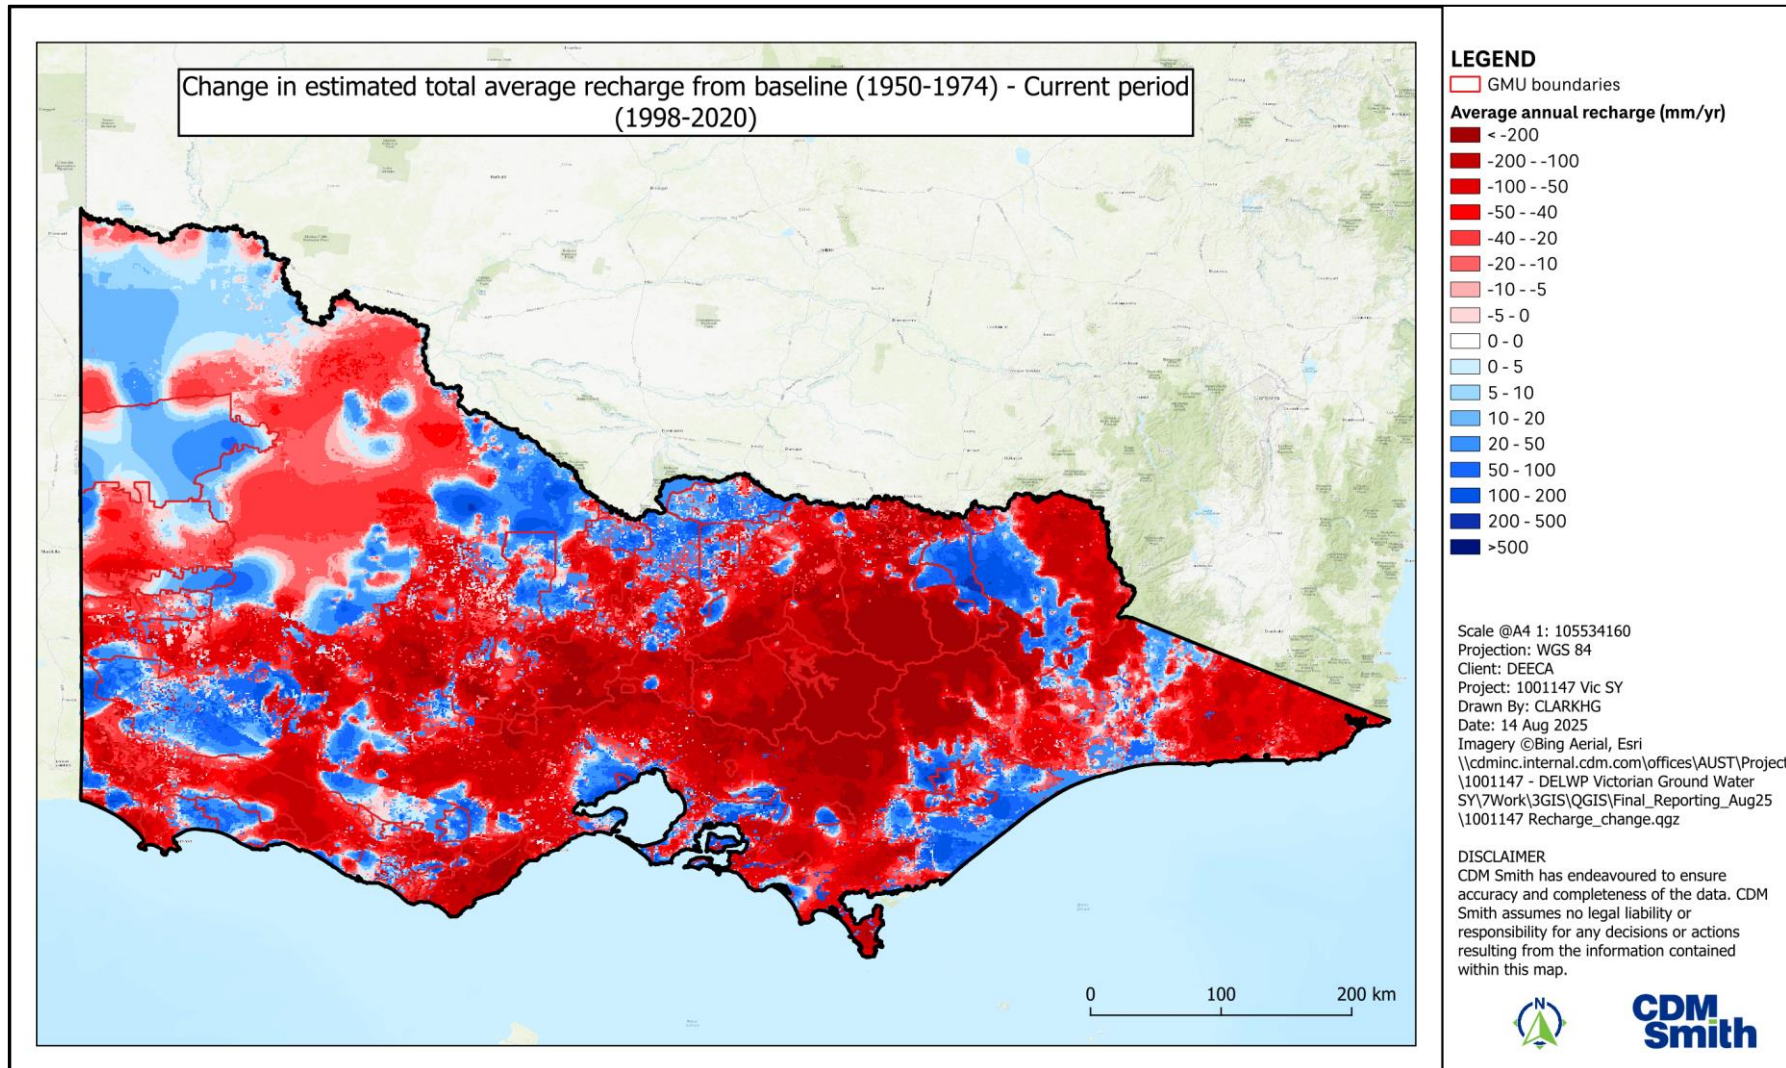 Change in estimated total average recharge from baseline (1950-1974) - Current period
(1998-2020)
LEGEND
GMU boundaries
Average annual recharge (mm/yr)
< -200
-200 - -100
-100 - -50
-50 - -40
-40 - -20
-20 - -10
-10 - -5
-5 - 0
0 - 0
0 - 5
5 - 10
10 - 20
20 - 50
50 - 100
100 - 200
200 - 500
>500
Scale @A4 1: 105534160
Projection: WGS 84
Client: DEECA
Project: 1001147 Vic SY
Drawn By: CLARKHG
Date: 14 Aug 2025
Imagery ©Bing Aerial, Esri
\\cdminc.internal.cdm.com\offices\AUST\Project
\1001147 - DELWP Victorian Ground Water
SY\7Work\3GIS\QGIS\Final_Reporting_Aug25
\1001147 Recharge_change.qgz
DISCLAIMER
CDM Smith has endeavoured to ensure
accuracy and completeness of the data. CDM
Smith assumes no legal liability or
responsibility for any decisions or actions
resulting from the information contained
within this map.
0 100 200 km
N
CDM
Smith